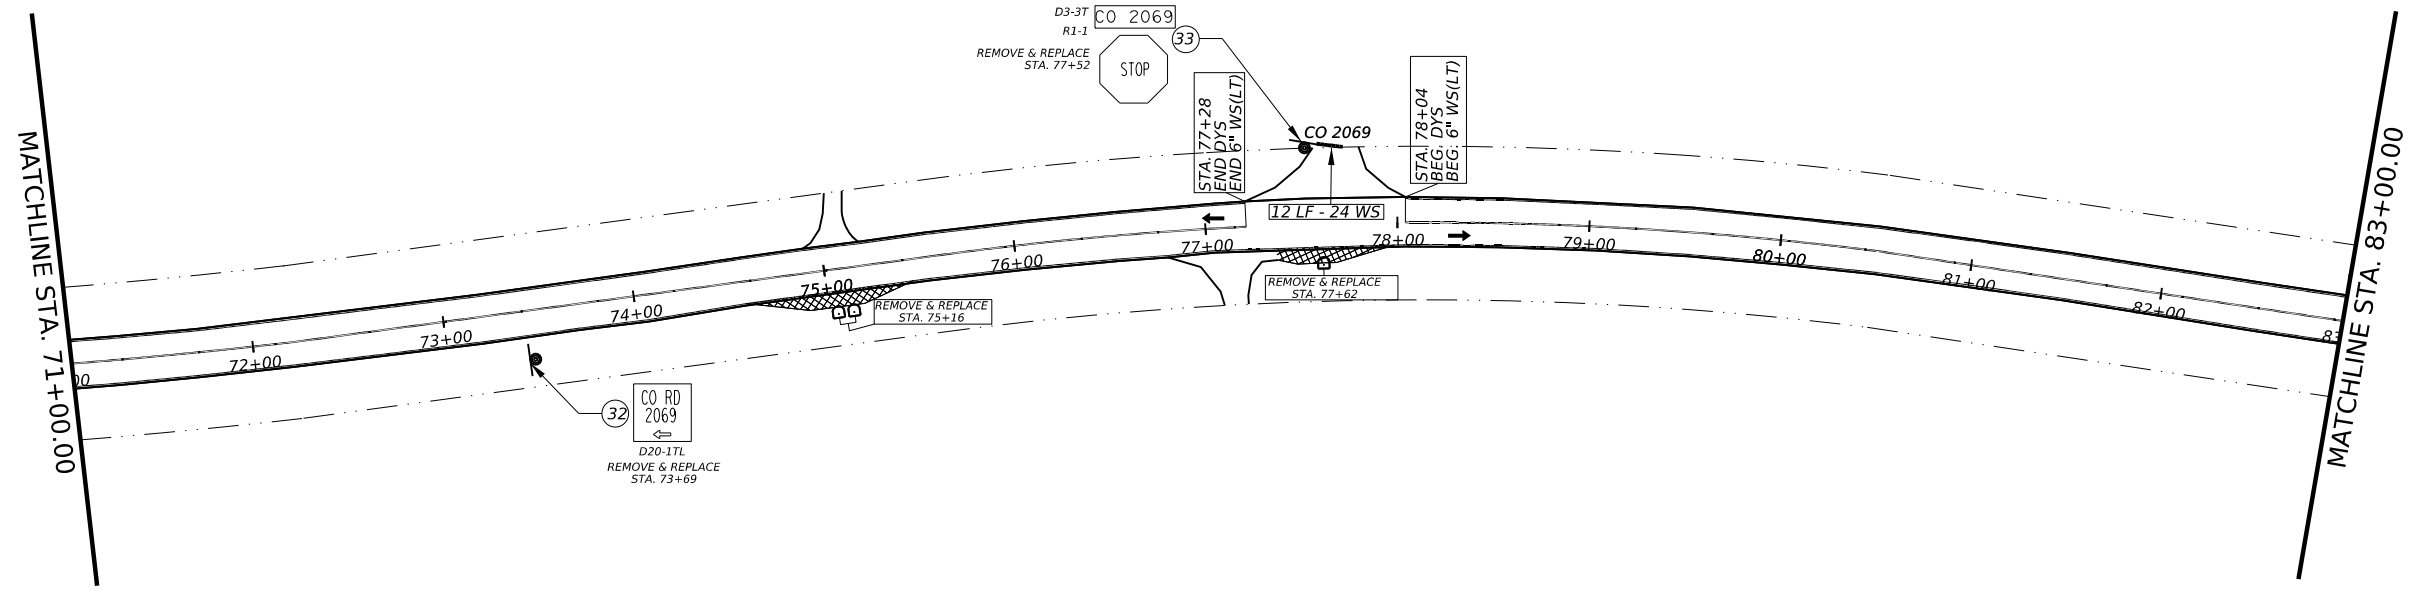 D3-3T
CO 2069
R1-1
33
REMOVE & REPLACE
STA. 77+52
STOP
STA. 77+28
END DYS
END 6" WS(LT)
CO 2069
STA. 78+04
BEG. DYS
BEG. 6" WS(LT)
12 LF - 24 WS
MATCHLINE STA. 71+00.00
00
72+00
73+00
74+00
75+00
76+00
77+00
78+00
79+00
80+00
81+00
82+00
83
MATCHLINE STA. 83+00.00
REMOVE & REPLACE
STA. 75+16
REMOVE & REPLACE
STA. 77+62
32
CO RD
2069
D20-1TL
REMOVE & REPLACE
STA. 73+69